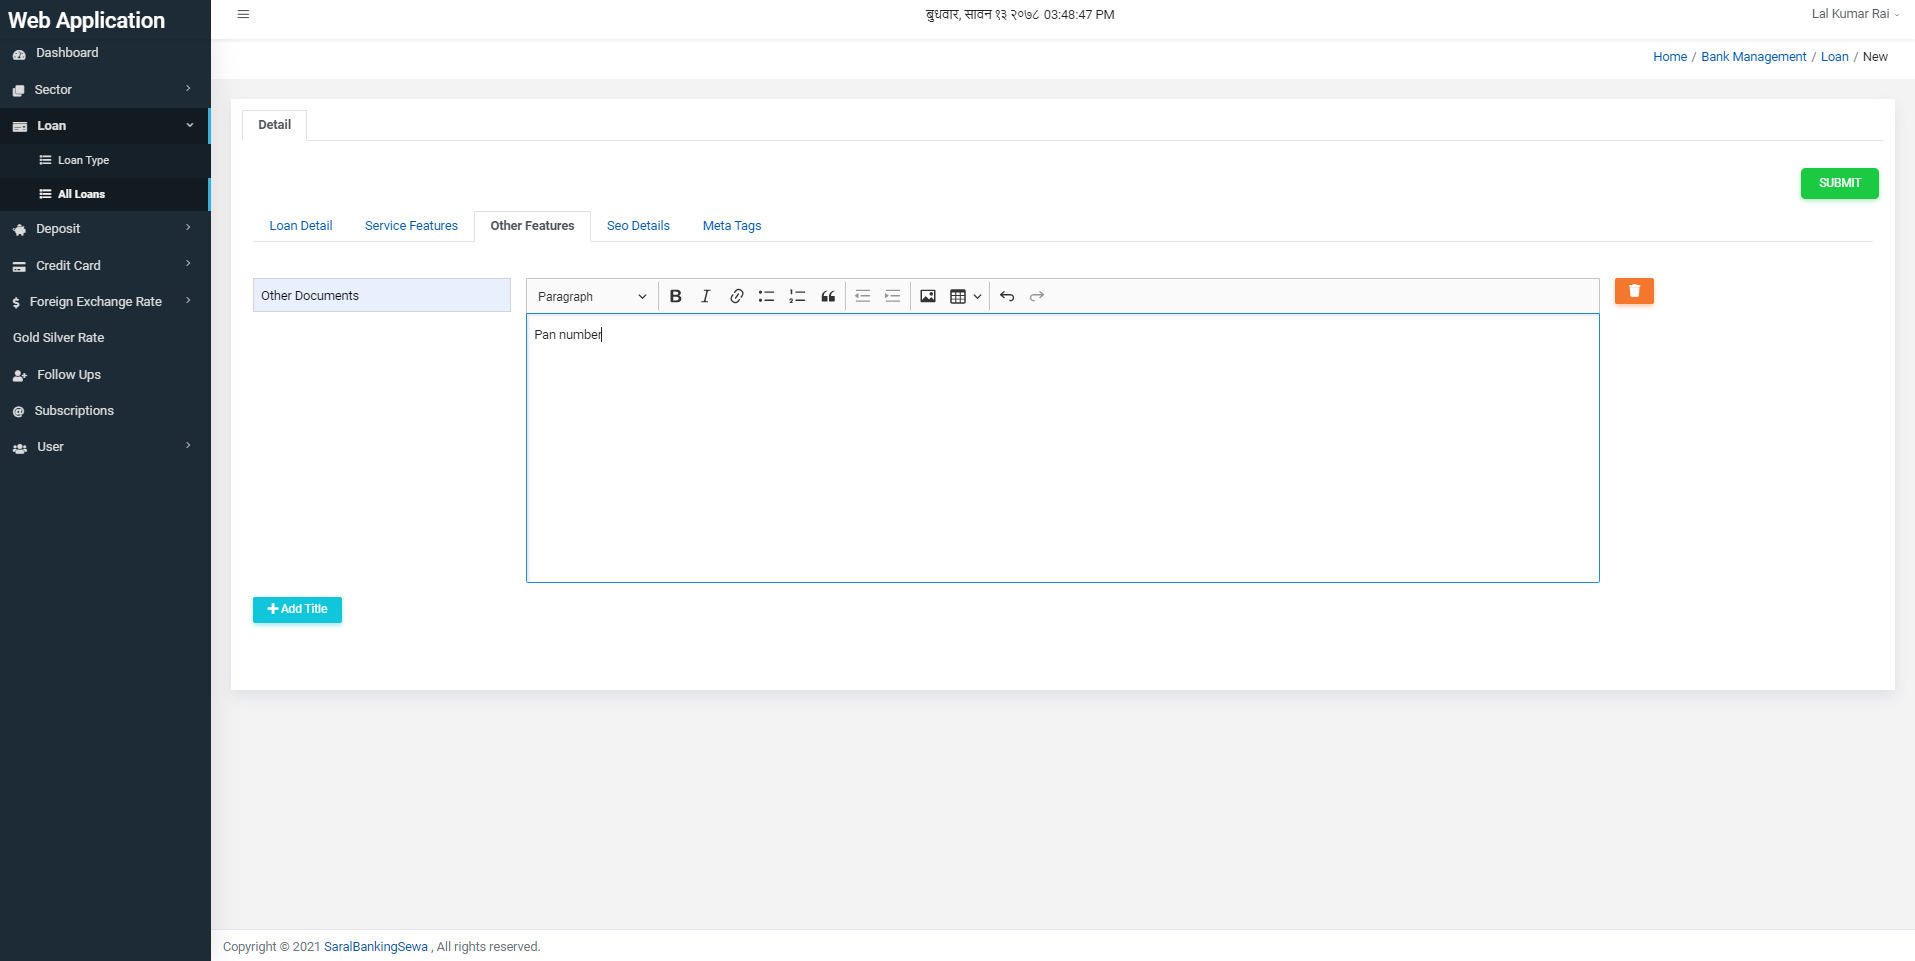 Web Application
बुधवार, सावन १३ २०७८ 03:48:47 PM
Lal Kumar Rai
Home / Bank Management / Loan / New
Dashboard
Sector
Loan
Loan Type
All Loans
Deposit
Credit Card
Foreign Exchange Rate
Gold Silver Rate
Follow Ups
Subscriptions
User
Detail
SUBMIT
Loan Detail
Service Features
Other Features
Seo Details
Meta Tags
Other Documents
Paragraph
Pan number
Add Title
Copyright © 2021 SaralBankingSewa , All rights reserved.